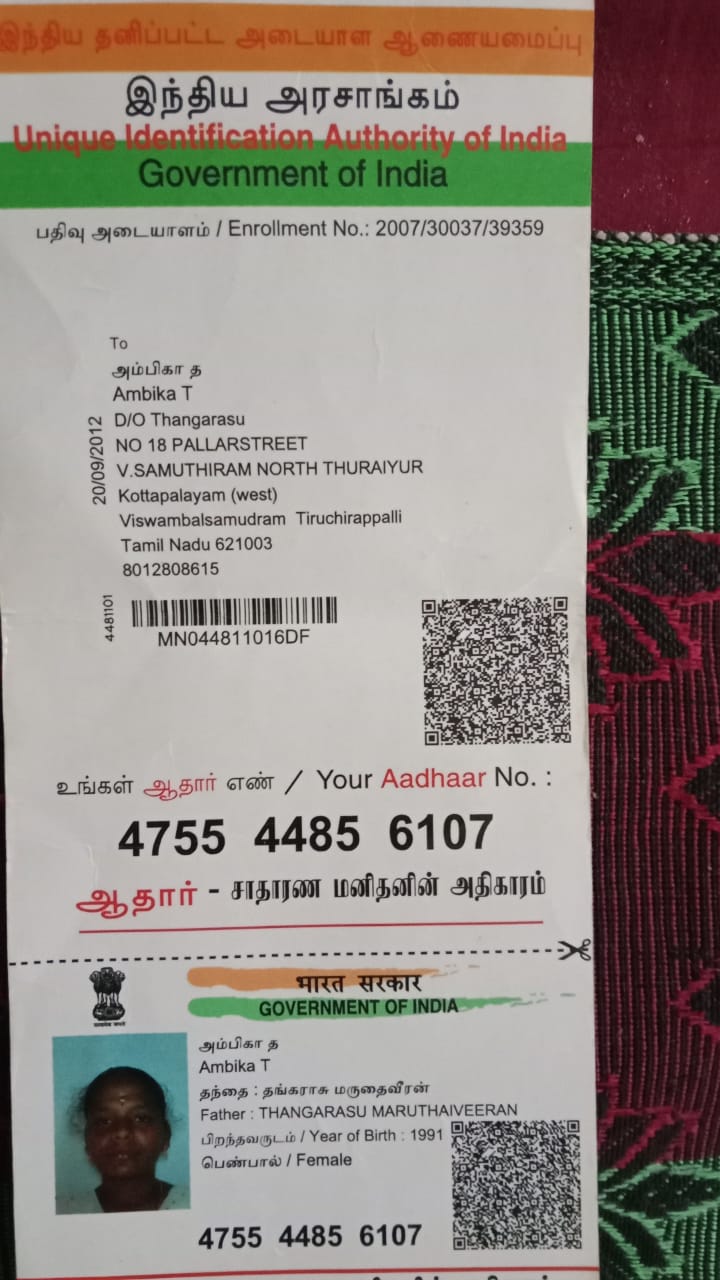 இந்திய தனிப்பட்ட அடையாள ஆணையமைப்பு
இந்திய அரசாங்கம்
Unique Identification Authority of India
Government of India
பதிவு அடையாளம் / Enrollment No.: 2007/30037/39359
20/09/2012
To
அம்பிகா த
Ambika T
D/O Thangarasu
NO 18 PALLARSTREET
V.SAMUTHIRAM NORTH THURAIYUR
Kottapalayam (west)
Viswambalsamudram Tiruchirappalli
Tamil Nadu 621003
8012808615
4481101
MN044811016DF
உங்கள் ஆதார் எண் / Your Aadhaar No. :
4755 4485 6107
ஆதார் - சாதாரண மனிதனின் அதிகாரம்
भारत सरकार
GOVERNMENT OF INDIA
அம்பிகா த
Ambika T
தந்தை : தங்கராசு மருதைவீரன்
Father : THANGARASU MARUTHAIVEERAN
பிறந்தவருடம் / Year of Birth : 1991
பெண்பால் / Female
4755 4485 6107